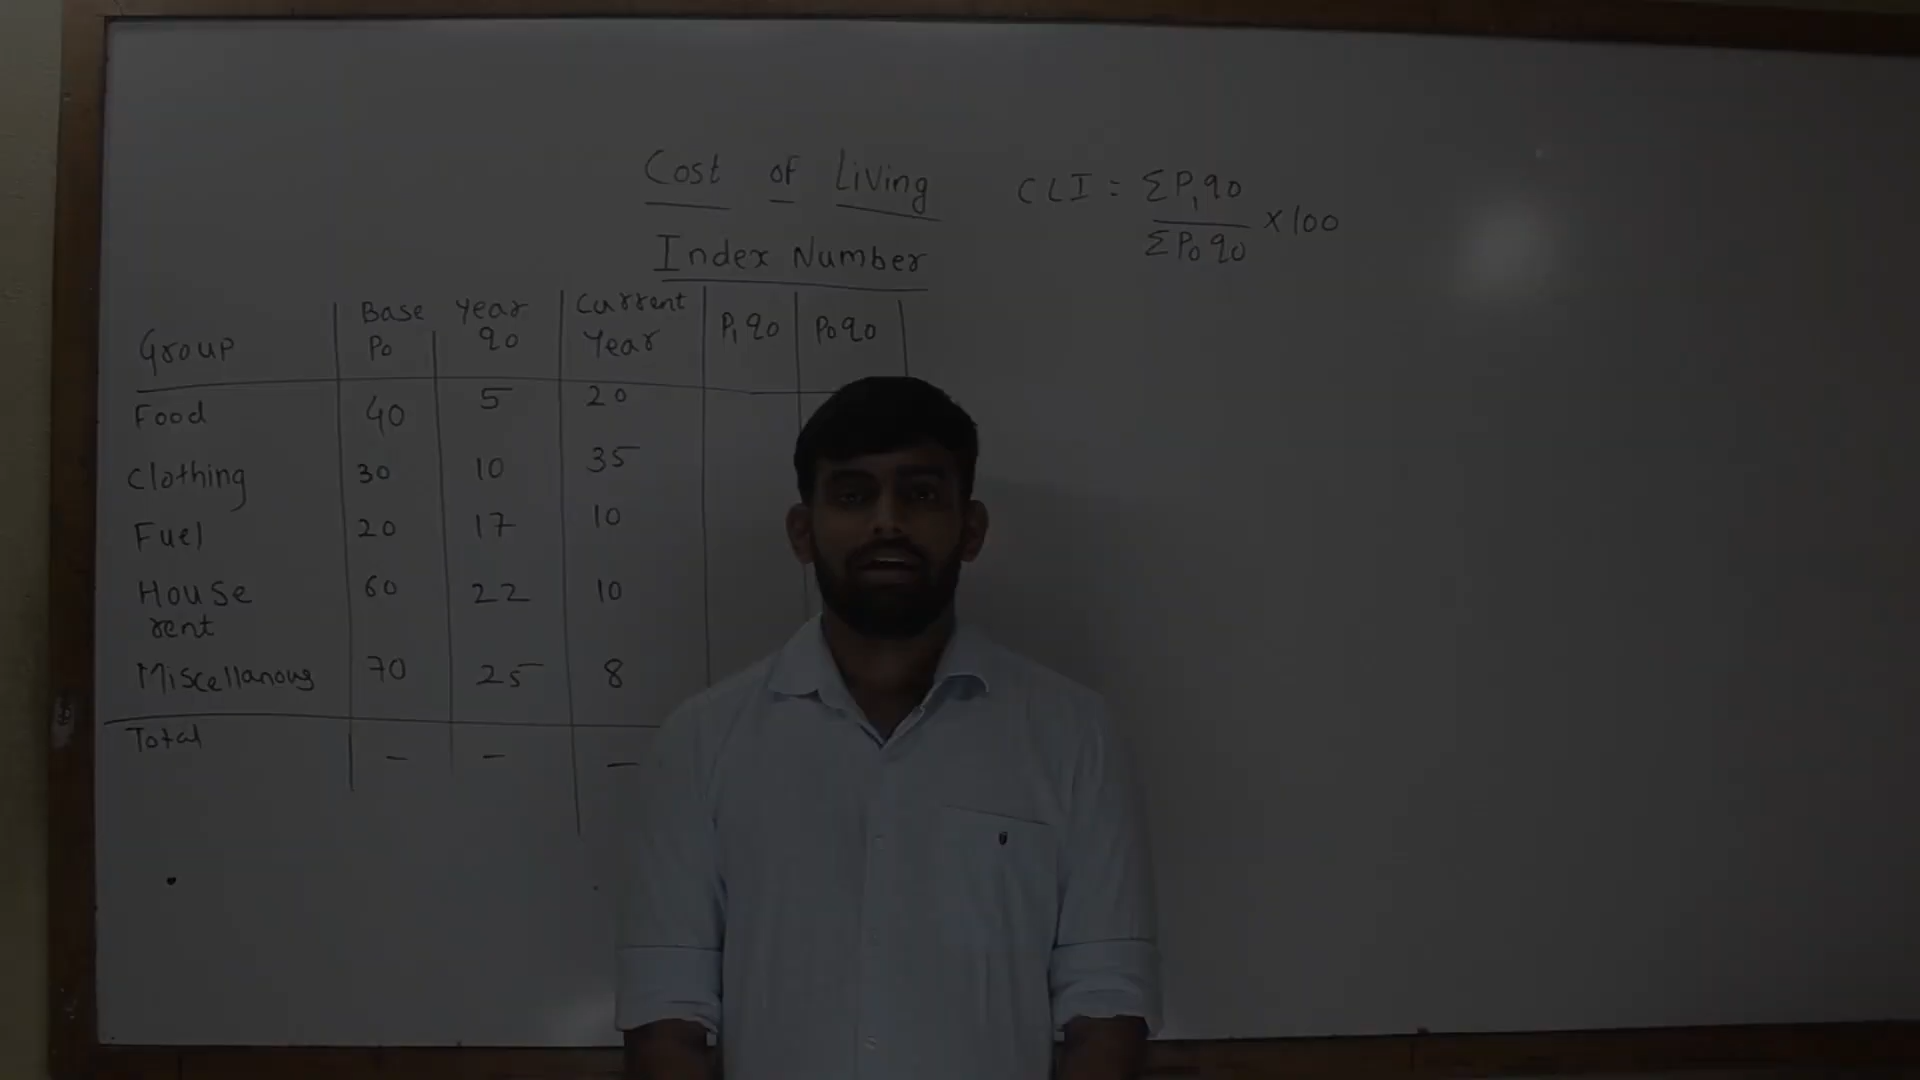 Cost of Living
Index Number
CLI = ΣP₁q₀
ΣP₀q₀ × 100
Group | Base Year | Current Year | P₁q₀ | P₀q₀
P₀ | q₀
Food 40 5 20
Clothing 30 10 35
Fuel 20 17 10
House rent 60 22 10
Miscellanous 70 25 8
Total - - -